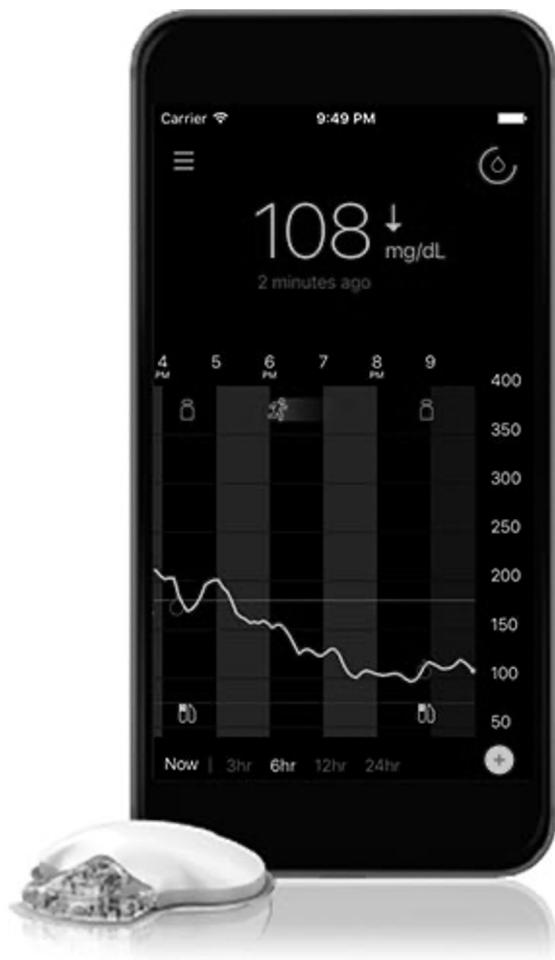 Carrier 9:49 PM
108 mg/dL
2 minutes ago
4 PM 5 6 PM 7 8 PM 9
400
350
300
250
200
150
100
50
Now | 3hr 6hr 12hr 24hr